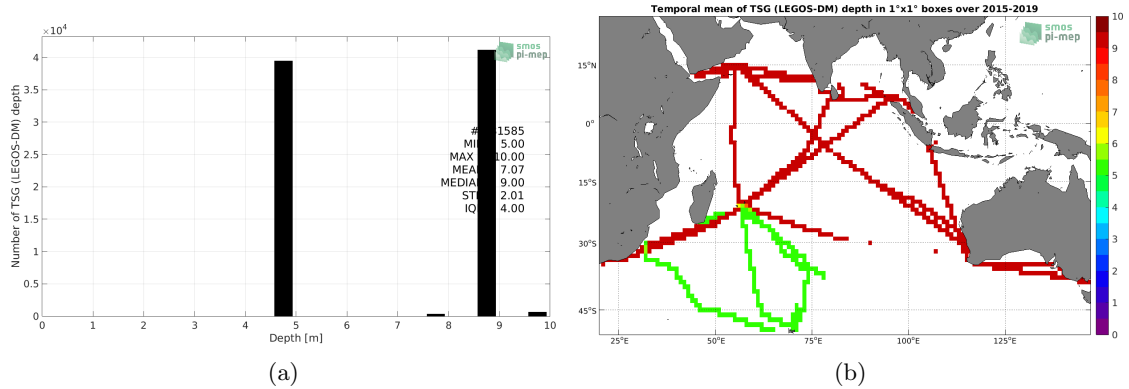 ×10⁴
smos
pi-mep
4
3.5
3
2.5
2
1.5
1
0.5
0
Number of TSG (LEGOS-DM) depth
1585
5.00
MAX 10.00
7.07
MEDIAN 9.00
2.01
4.00
0 1 2 3 4 5 6 7 8 9 10
Depth [m]
(a)
Temporal mean of TSG (LEGOS-DM) depth in 1°x1° boxes over 2015-2019
smos
pi-mep
15°N
0°
15°S
30°S
45°S
25°E 50°E 75°E 100°E 125°E
10
9
8
7
6
5
4
3
2
1
0
(b)